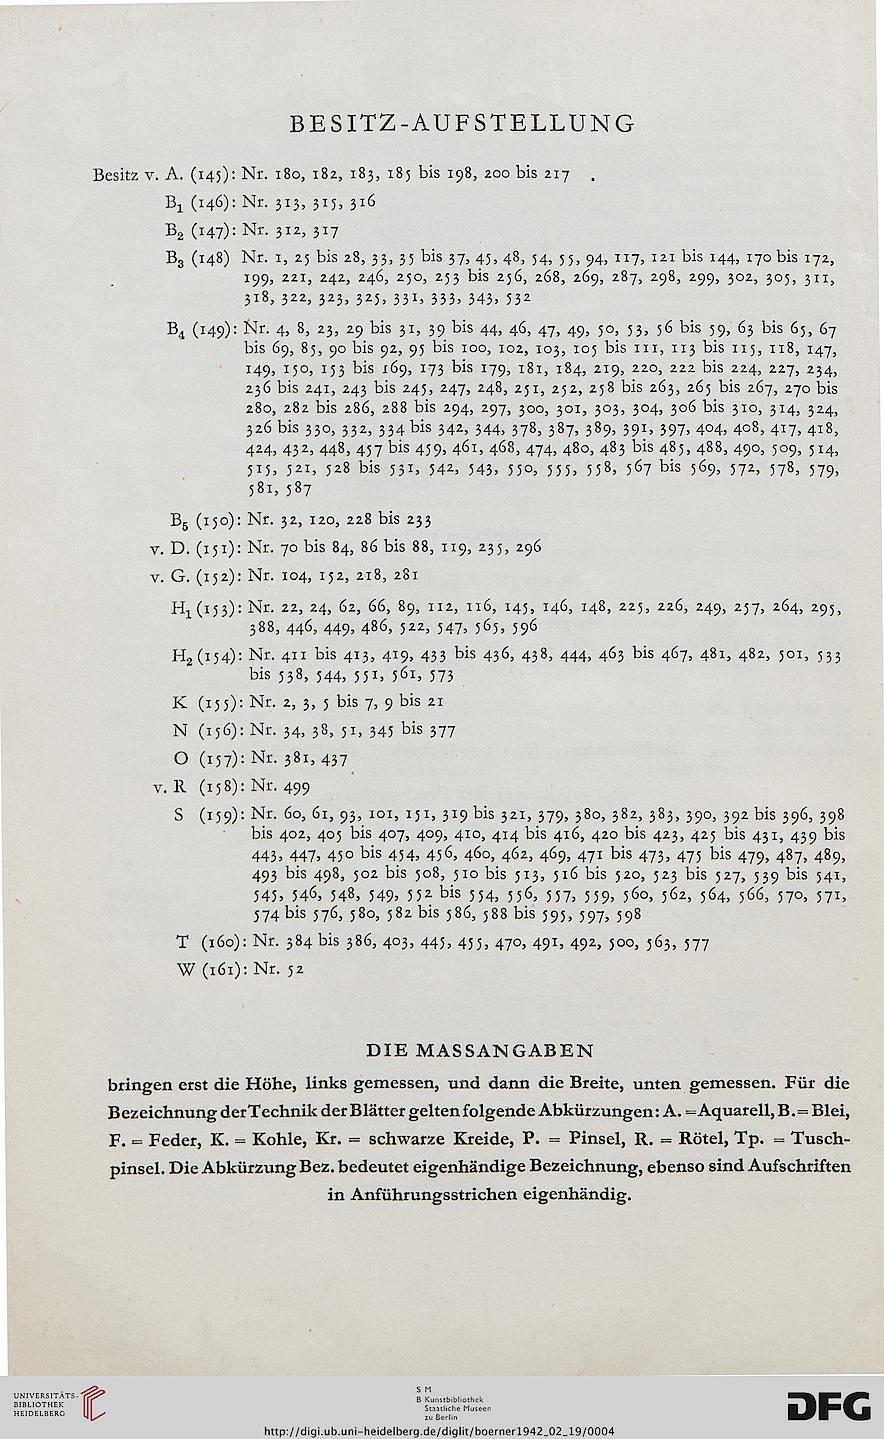 BESITZ-AUFSTELLUNG
Besitz v. A. (145): Nr. 180, 182, 183, 185 bis 198, 200 bis 217 .
B₁ (146): Nr. 313, 315, 316
B₂ (147): Nr. 312, 317
B₃ (148) Nr. 1, 25 bis 28, 33, 35 bis 37, 45, 48, 54, 55, 94, 117, 121 bis 144, 170 bis 172,
199, 221, 242, 246, 250, 253 bis 256, 268, 269, 287, 298, 299, 302, 305, 311,
318, 322, 323, 325, 331, 333, 343, 532
B₄ (149): Nr. 4, 8, 23, 29 bis 31, 39 bis 44, 46, 47, 49, 50, 53, 56 bis 59, 63 bis 65, 67
bis 69, 85, 90 bis 92, 95 bis 100, 102, 103, 105 bis 111, 113 bis 115, 118, 147,
149, 150, 153 bis 169, 173 bis 179, 181, 184, 219, 220, 222 bis 224, 227, 234,
236 bis 241, 243 bis 245, 247, 248, 251, 252, 258 bis 263, 265 bis 267, 270 bis
280, 282 bis 286, 288 bis 294, 297, 300, 301, 303, 304, 306 bis 310, 314, 324,
326 bis 330, 332, 334 bis 342, 344, 378, 387, 389, 391, 397, 404, 408, 417, 418,
424, 432, 448, 457 bis 459, 461, 468, 474, 480, 483 bis 485, 488, 490, 509, 514,
515, 521, 528 bis 531, 542, 543, 550, 555, 558, 567 bis 569, 572, 578, 579,
581, 587
B₅ (150): Nr. 32, 120, 228 bis 233
v. D. (151): Nr. 70 bis 84, 86 bis 88, 119, 235, 296
v. G. (152): Nr. 104, 152, 218, 281
H₁ (153): Nr. 22, 24, 62, 66, 89, 112, 116, 145, 146, 148, 225, 226, 249, 257, 264, 295,
388, 446, 449, 486, 522, 547, 565, 596
H₂ (154): Nr. 411 bis 413, 419, 433 bis 436, 438, 444, 463 bis 467, 481, 482, 501, 533
bis 538, 544, 551, 561, 573
K (155): Nr. 2, 3, 5 bis 7, 9 bis 21
N (156): Nr. 34, 38, 51, 345 bis 377
O (157): Nr. 381, 437
v. R (158): Nr. 499
S (159): Nr. 60, 61, 93, 101, 151, 319 bis 321, 379, 380, 382, 383, 390, 392 bis 396, 398
bis 402, 405 bis 407, 409, 410, 414 bis 416, 420 bis 423, 425 bis 431, 439 bis
443, 447, 450 bis 454, 456, 460, 462, 469, 471 bis 473, 475 bis 479, 487, 489,
493 bis 498, 502 bis 508, 510 bis 513, 516 bis 520, 523 bis 527, 539 bis 541,
545, 546, 548, 549, 552 bis 554, 556, 557, 559, 560, 562, 564, 566, 570, 571,
574 bis 576, 580, 582 bis 586, 588 bis 595, 597, 598
T (160): Nr. 384 bis 386, 403, 445, 455, 470, 491, 492, 500, 563, 577
W (161): Nr. 52
DIE MASSANGABEN
bringen erst die Höhe, links gemessen, und dann die Breite, unten gemessen. Für die
Bezeichnung der Technik der Blätter gelten folgende Abkürzungen: A. = Aquarell, B. = Blei,
F. = Feder, K. = Kohle, Kr. = schwarze Kreide, P. = Pinsel, R. = Rötel, Tp. = Tusch-
pinsel. Die Abkürzung Bez. bedeutet eigenhändige Bezeichnung, ebenso sind Aufschriften
in Anführungsstrichen eigenhändig.
UNIVERSITÄTS-
BIBLIOTHEK
HEIDELBERG
S M
B Kunstbibliothek
Staatliche Museen
zu Berlin
DFG
http://digi.ub.uni-heidelberg.de/diglit/boerner1942_02_19/0004